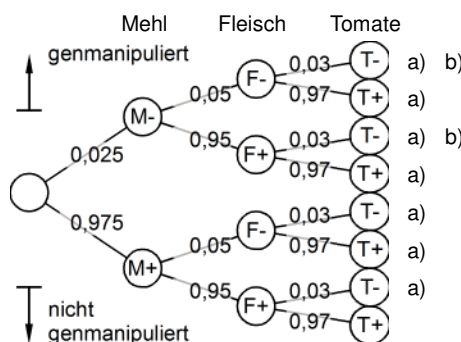 Mehl Fleisch Tomate
genmanipuliert
0,03 T- a) b)
F-
0,05 0,97 T+ a)
M-
0,95 0,03 T- a) b)
F+
0,025 0,97 T+ a)
0,975 0,03 T- a)
F-
0,05 0,97 T+ a)
M+
0,95 0,03 T- a)
F+
nicht
0,97 T+
genmanipuliert